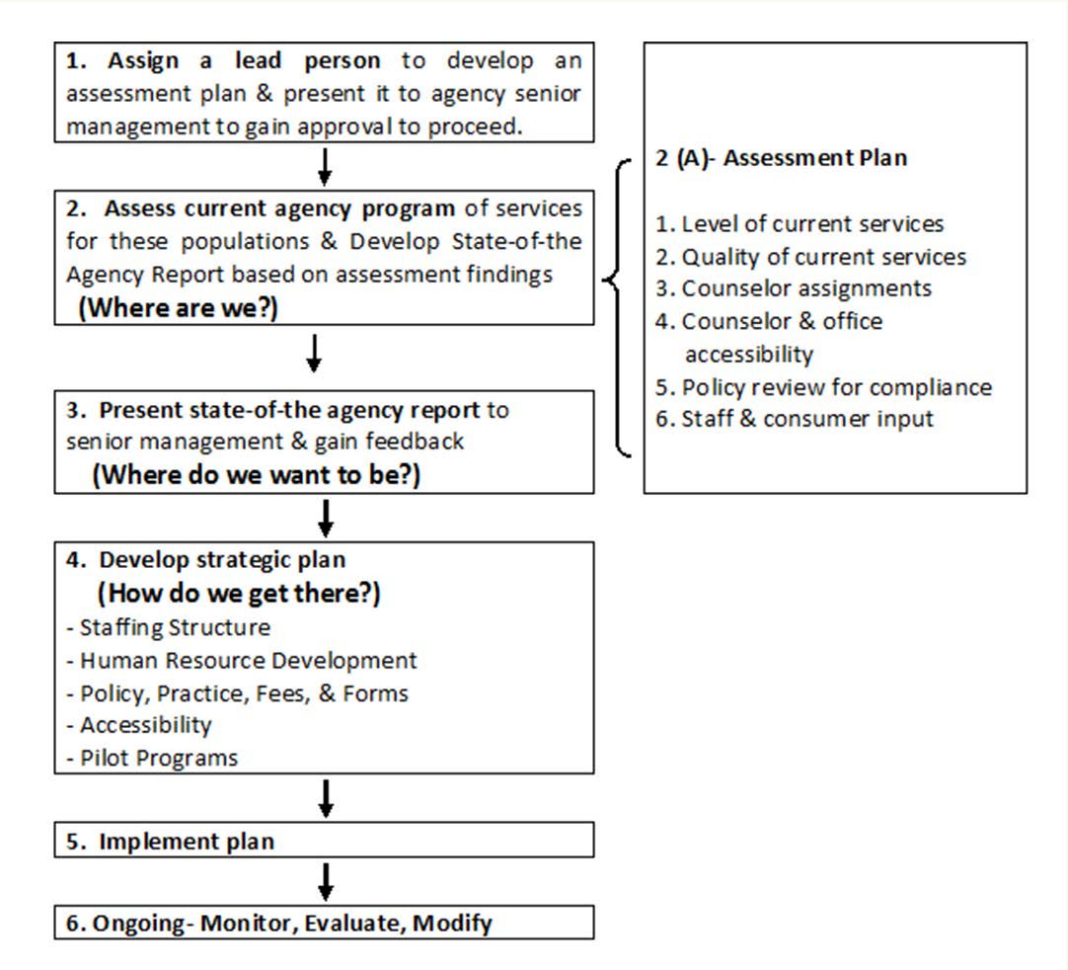 1. Assign a lead person to develop an
assessment plan & present it to agency senior
management to gain approval to proceed.
2. Assess current agency program of services
for these populations & Develop State-of-the
Agency Report based on assessment findings
(Where are we?)
3. Present state-of-the agency report to
senior management & gain feedback
(Where do we want to be?)
4. Develop strategic plan
(How do we get there?)
- Staffing Structure
- Human Resource Development
- Policy, Practice, Fees, & Forms
- Accessibility
- Pilot Programs
5. Implement plan
6. Ongoing- Monitor, Evaluate, Modify
2 (A)- Assessment Plan
1. Level of current services
2. Quality of current services
3. Counselor assignments
4. Counselor & office
accessibility
5. Policy review for compliance
6. Staff & consumer input